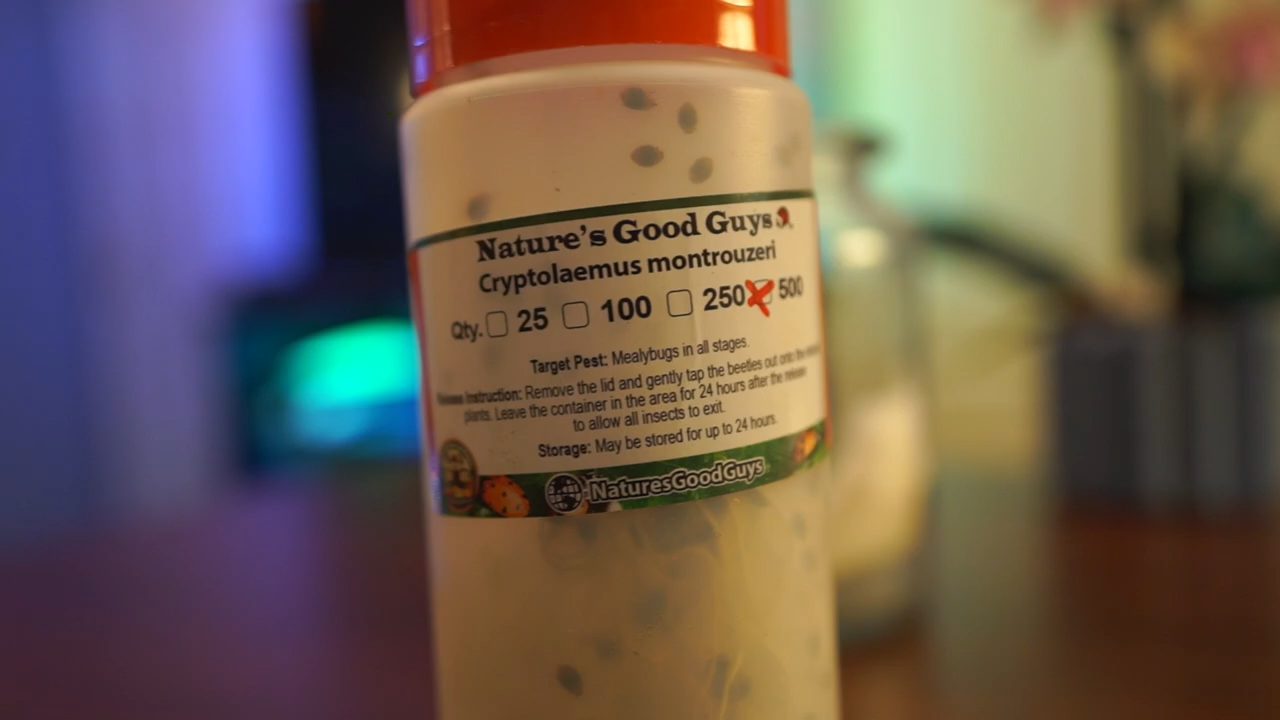 Nature's Good Guys
Cryptolaemus montrouzeri
Qty. 25 100 250 500
Target Pest: Mealybugs in all stages.
Release Instruction: Remove the lid and gently tap the beetles out onto the
plants. Leave the container in the area for 24 hours after the release
to allow all insects to exit.
Storage: May be stored for up to 24 hours.
NaturesGoodGuys